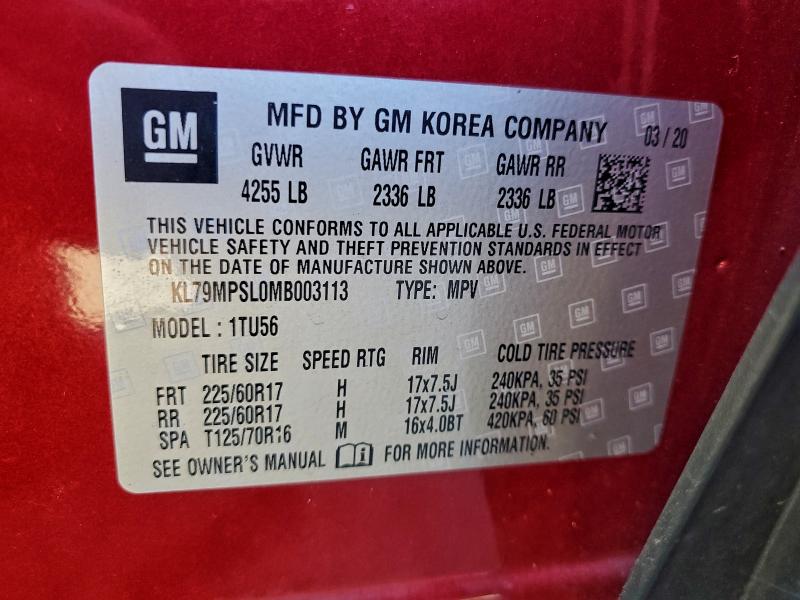 GM MFD BY GM KOREA COMPANY 03 / 20
GVWR GAWR FRT GAWR RR
4255 LB 2336 LB 2336 LB
THIS VEHICLE CONFORMS TO ALL APPLICABLE U.S. FEDERAL MOTOR
VEHICLE SAFETY AND THEFT PREVENTION STANDARDS IN EFFECT
ON THE DATE OF MANUFACTURE SHOWN ABOVE.
KL79MPSL0MB003113 TYPE: MPV
MODEL : 1TU56
TIRE SIZE SPEED RTG RIM COLD TIRE PRESSURE
FRT 225/60R17 H 17x7.5J 240KPA, 35 PSI
RR 225/60R17 H 17x7.5J 240KPA, 35 PSI
SPA T125/70R16 M 16x4.0BT 420KPA, 60 PSI
SEE OWNER'S MANUAL FOR MORE INFORMATION.